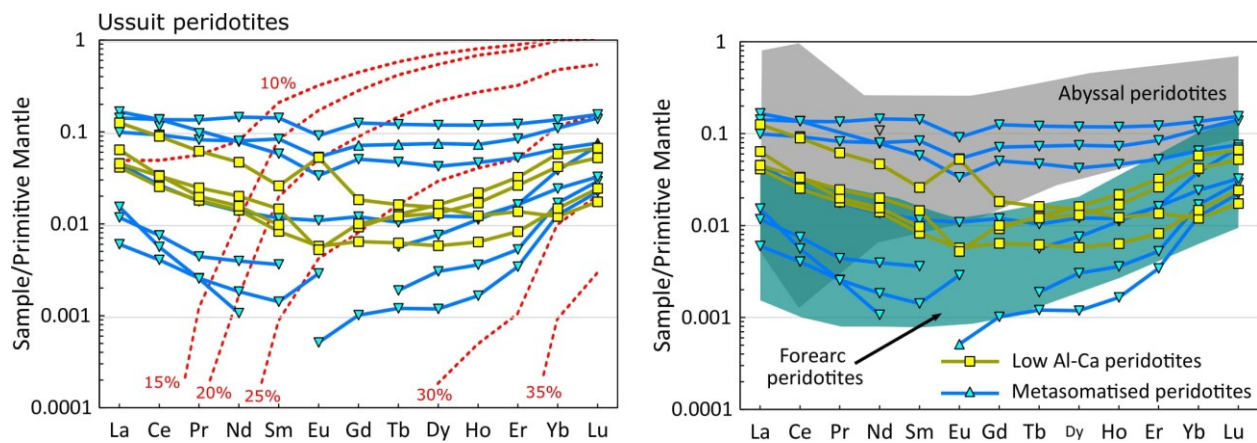 Ussuit peridotites
Sample/Primitive Mantle
1
0.1
0.01
0.001
0.0001
10%
15%
20%
25%
30%
35%
La Ce Pr Nd Sm Eu Gd Tb Dy Ho Er Yb Lu
Sample/Primitive Mantle
1
0.1
0.01
0.001
0.0001
Abyssal peridotites
Forearc
peridotites
Low Al-Ca peridotites
Metasomatised peridotites
La Ce Pr Nd Sm Eu Gd Tb Dy Ho Er Yb Lu